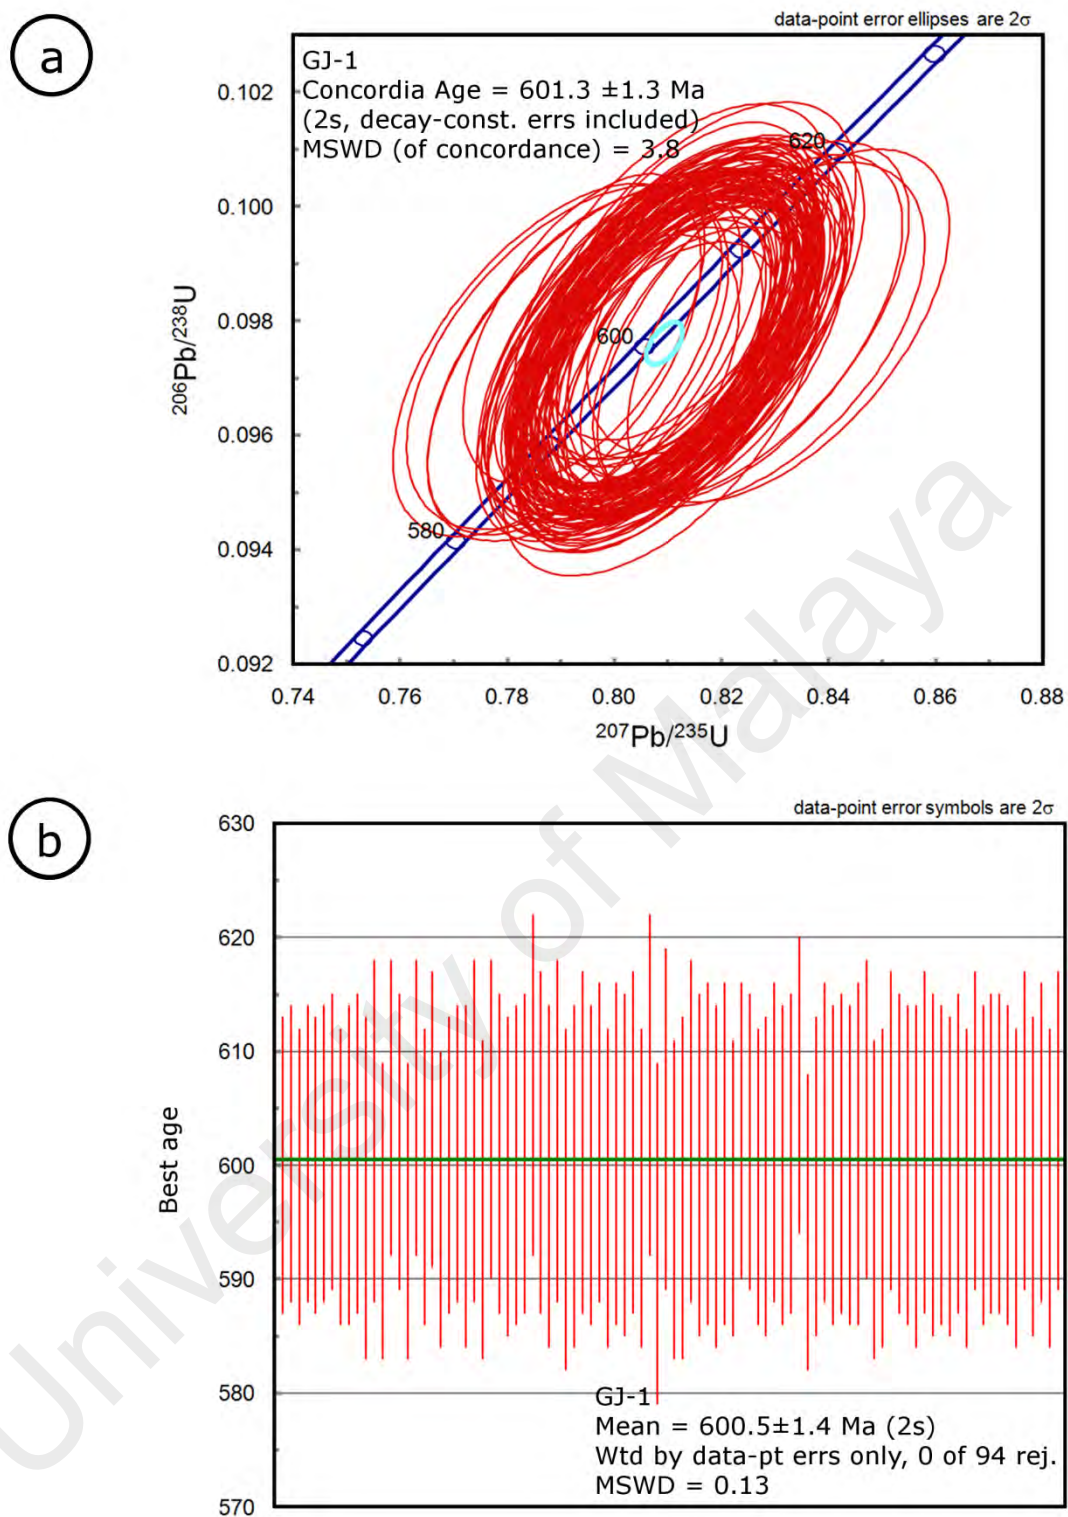 a
data-point error ellipses are 2σ
GJ-1
Concordia Age = 601.3 ±1.3 Ma
(2s, decay-const. errs included)
MSWD (of concordance) = 3.8
0.102
0.100
0.098
0.096
0.094
0.092
620
600
580
206Pb/238U
0.74 0.76 0.78 0.80 0.82 0.84 0.86 0.88
207Pb/235U
b
data-point error symbols are 2σ
630
620
610
600
590
580
570
Best age
GJ-1
Mean = 600.5±1.4 Ma (2s)
Wtd by data-pt errs only, 0 of 94 rej.
MSWD = 0.13
University of Malaya